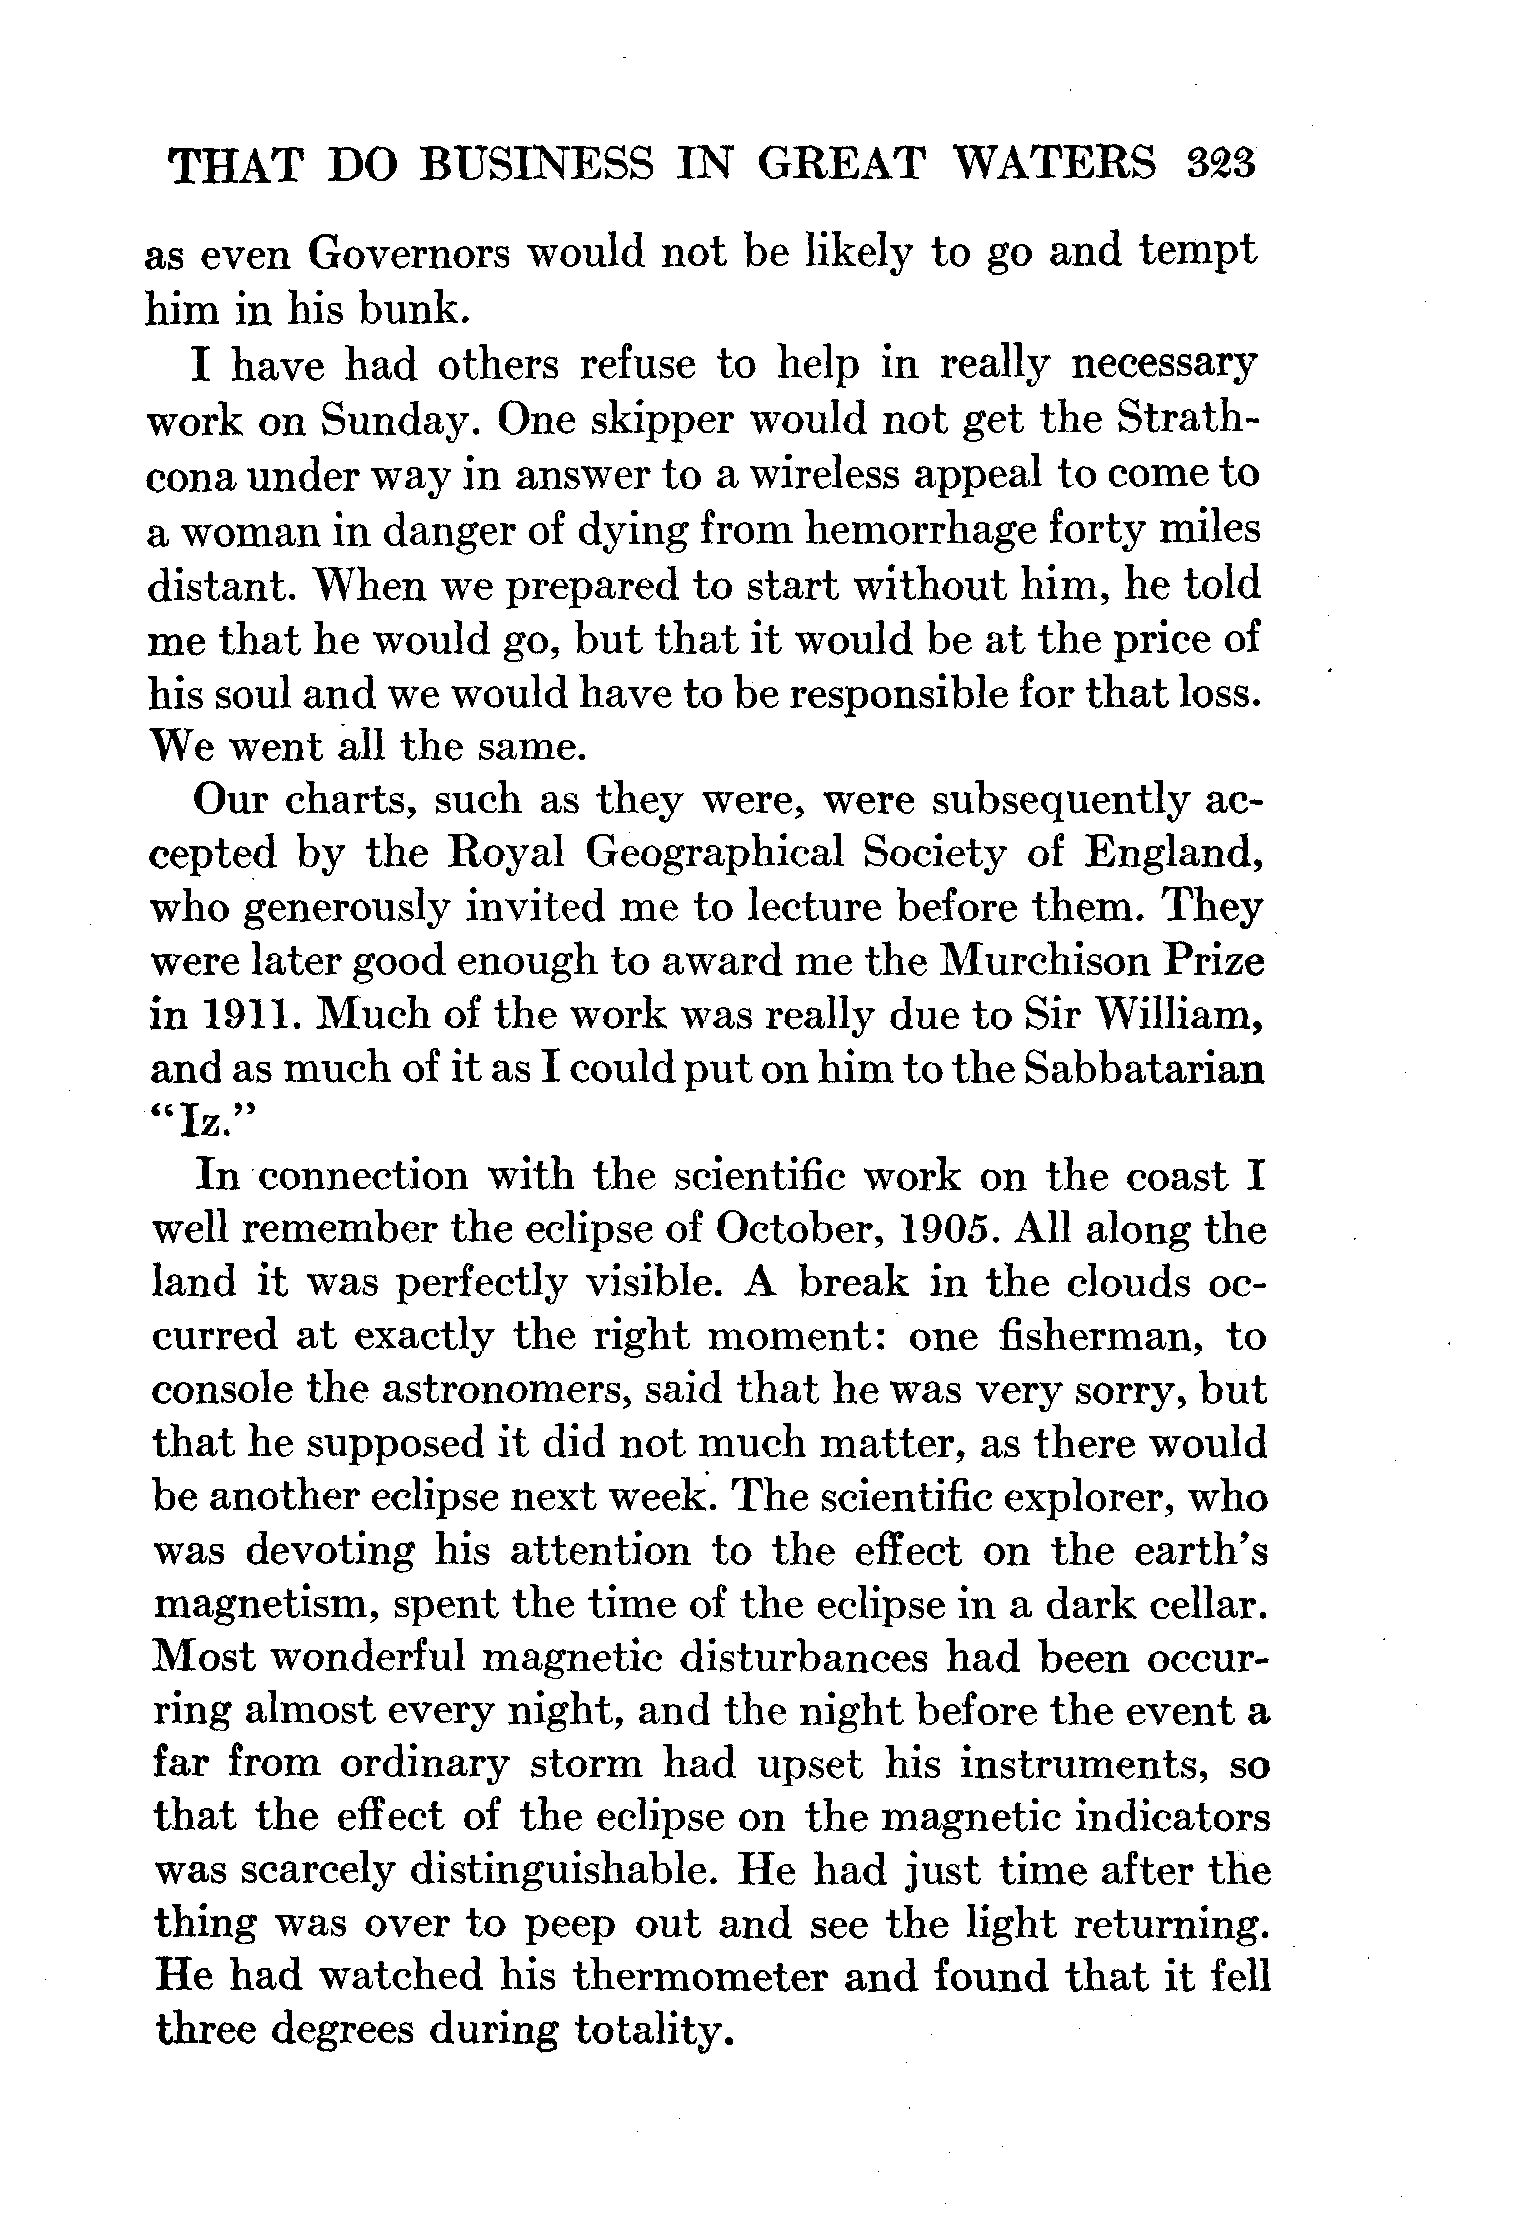 THAT DO BUSINESS IN GREAT WATERS 323
as even Governors would not be likely to go and tempt
him in his bunk.
I have had others refuse to help in really necessary
work on Sunday. One skipper would not get the Strath-
cona under way in answer to a wireless appeal to come to
a woman in danger of dying from hemorrhage forty miles
distant. When we prepared to start without him, he told
me that he would go, but that it would be at the price of
his soul and we would have to be responsible for that loss.
We went all the same.
Our charts, such as they were, were subsequently ac-
cepted by the Royal Geographical Society of England,
who generously invited me to lecture before them. They
were later good enough to award me the Murchison Prize
in 1911. Much of the work was really due to Sir William,
and as much of it as I could put on him to the Sabbatarian
"Iz."
In connection with the scientific work on the coast I
well remember the eclipse of October, 1905. All along the
land it was perfectly visible. A break in the clouds oc-
curred at exactly the right moment: one fisherman, to
console the astronomers, said that he was very sorry, but
that he supposed it did not much matter, as there would
be another eclipse next week. The scientific explorer, who
was devoting his attention to the effect on the earth's
magnetism, spent the time of the eclipse in a dark cellar.
Most wonderful magnetic disturbances had been occur-
ring almost every night, and the night before the event a
far from ordinary storm had upset his instruments, so
that the effect of the eclipse on the magnetic indicators
was scarcely distinguishable. He had just time after the
thing was over to peep out and see the light returning.
He had watched his thermometer and found that it fell
three degrees during totality.